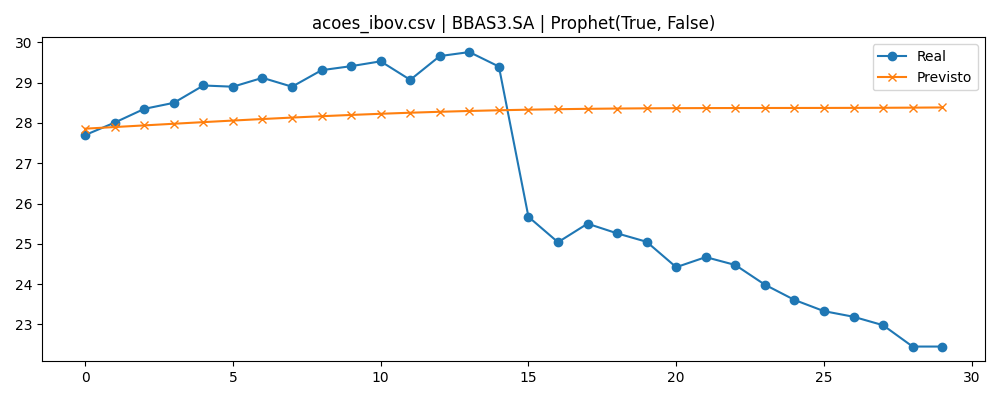 acoes_ibov.csv | BBAS3.SA | Prophet(True, False)
Real
Previsto
30
29
28
27
26
25
24
23
0 5 10 15 20 25 30